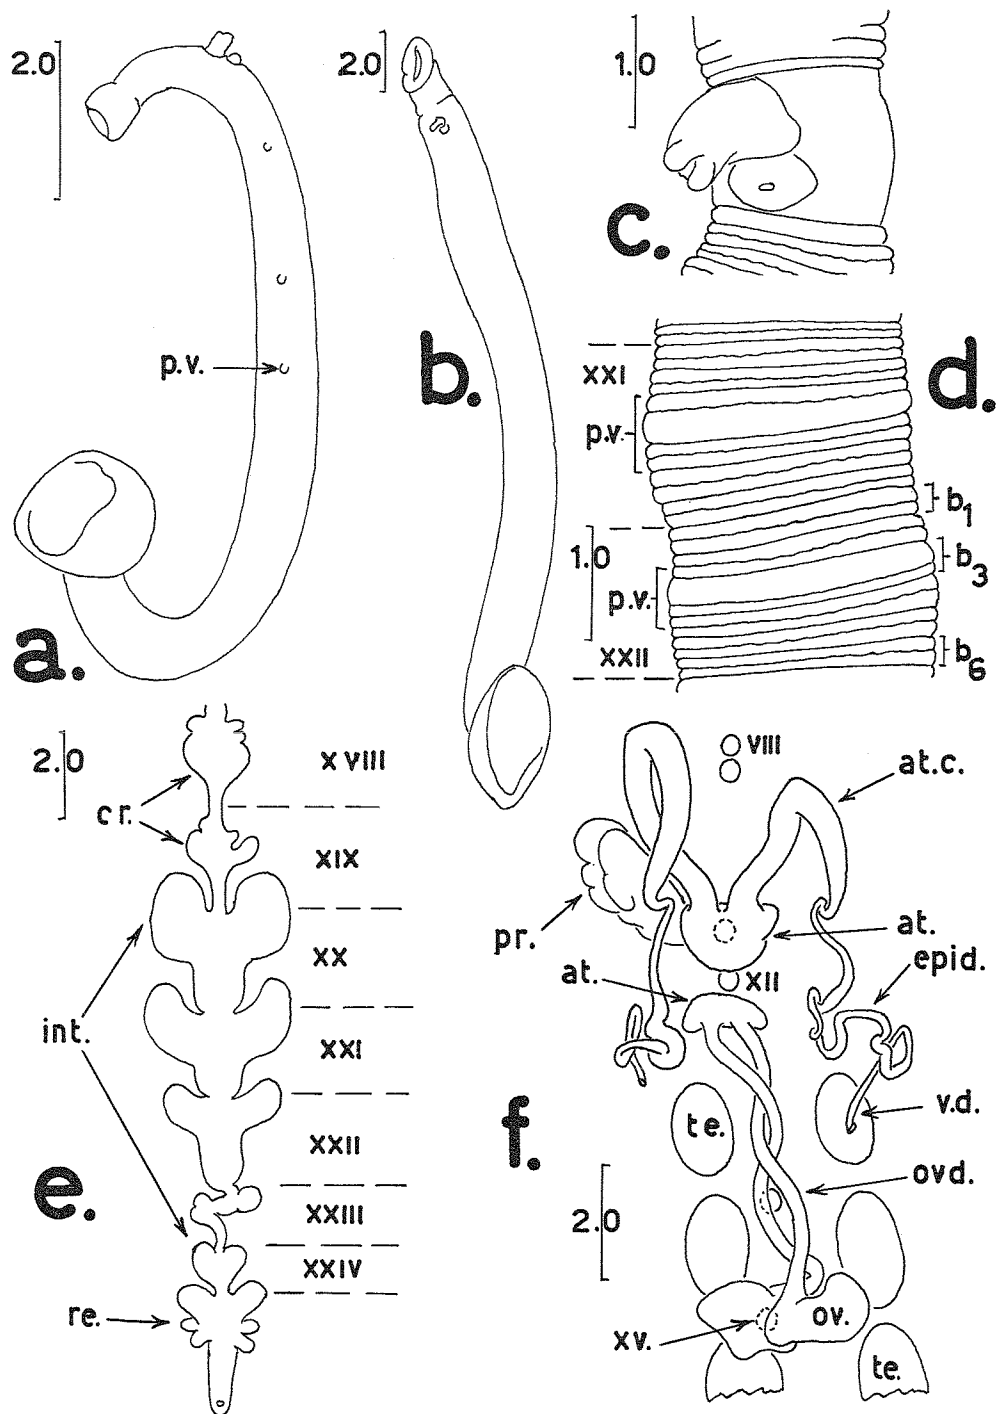 2.0
a.
p.v.
2.0
b.
1.0
c.
d.
XXI
p.v.
b1
1.0
b3
p.v.
XXII
b6
2.0
XVIII
cr.
XIX
XX
int.
XXI
XXII
e.
XXIII
XXIV
re.
VIII
at.c.
pr.
at.
at.
XII
epid.
f.
te.
v.d.
ovd.
2.0
ov.
xv.
te.